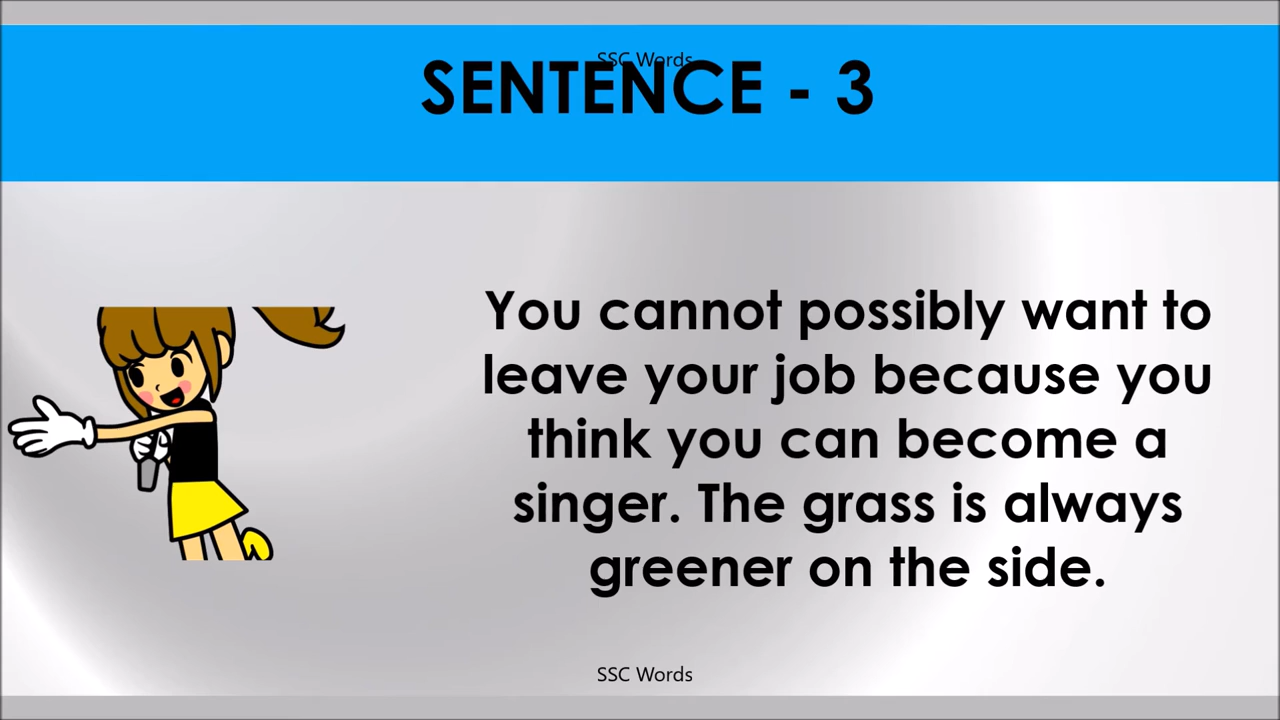 SSC Words
SENTENCE - 3
You cannot possibly want to
leave your job because you
think you can become a
singer. The grass is always
greener on the side.
SSC Words